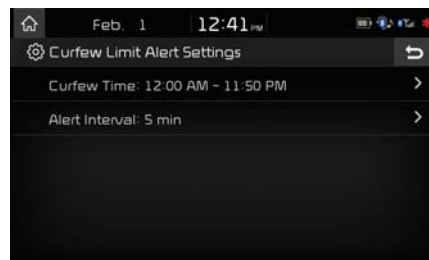 Feb. 1 12:41 PM
Curfew Limit Alert Settings
Curfew Time: 12:00 AM - 11:50 PM
Alert Interval: 5 min